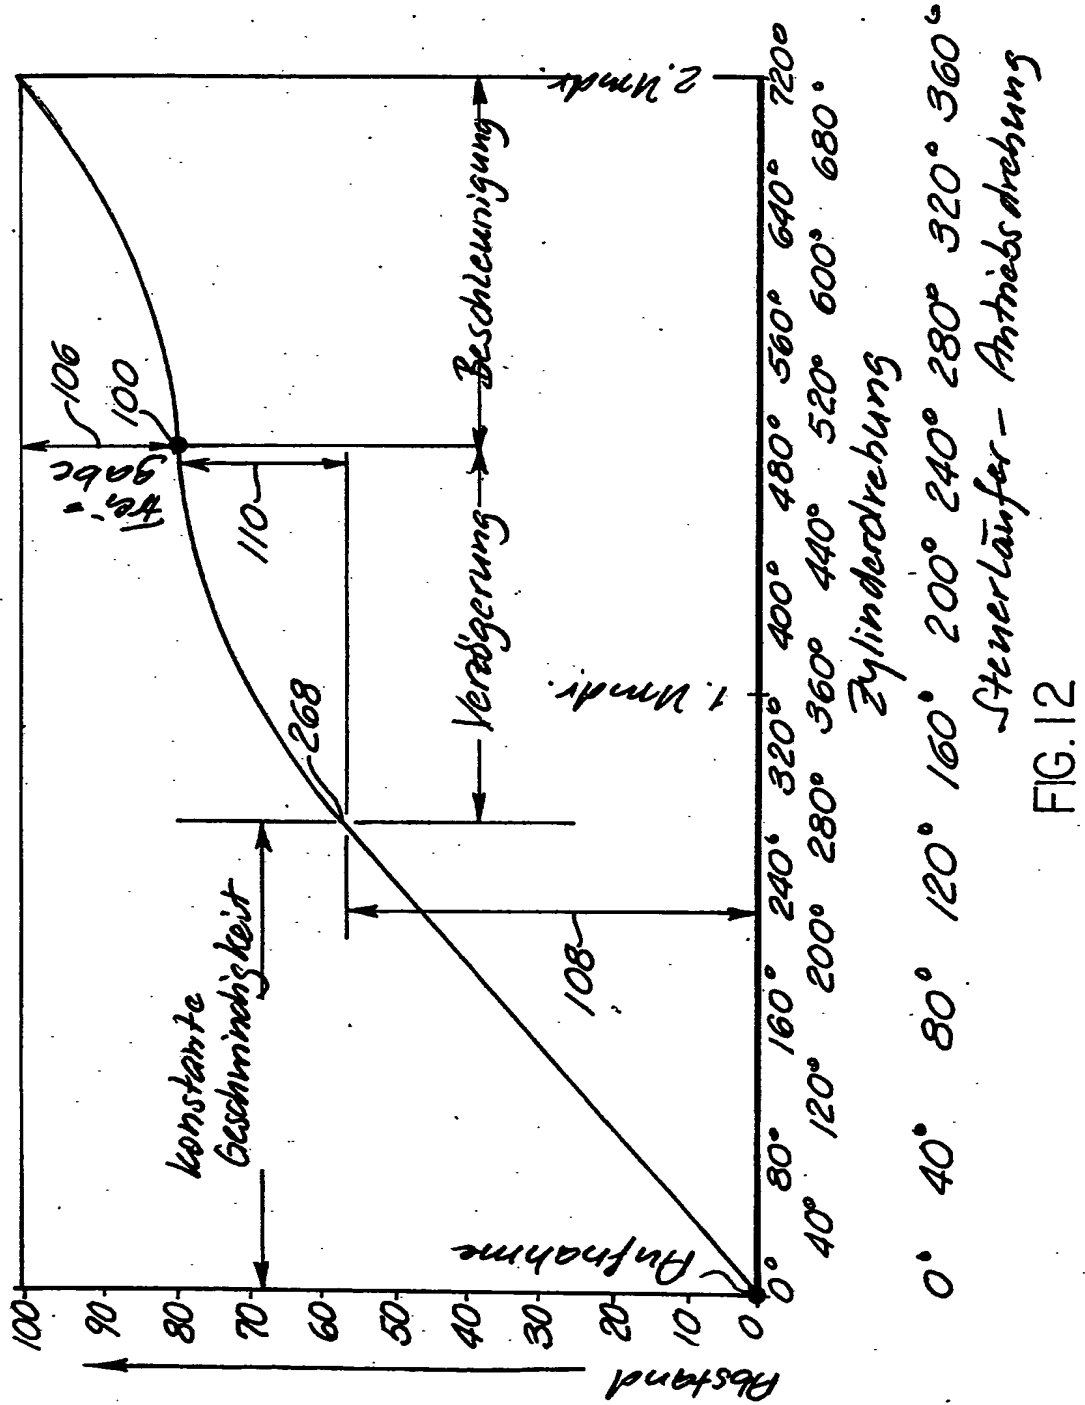 Abstand
100
90
80
70
60
50
40
30
20
10
0
konstante
Geschwindigkeit
Aufnahme
108
268
110
Frei=
gabe
106
100
Verzögerung
Beschleunigung
1. Umdr.
2. Umdr.
0° 80° 160° 240° 320° 400° 480° 560° 640° 720°
40° 120° 200° 280° 360° 440° 520° 600° 680°
Zylinderdrehung
0° 40° 80° 120° 160° 200° 240° 280° 320° 360°
Steuerläufer - Antriebsdrehung
FIG. 12